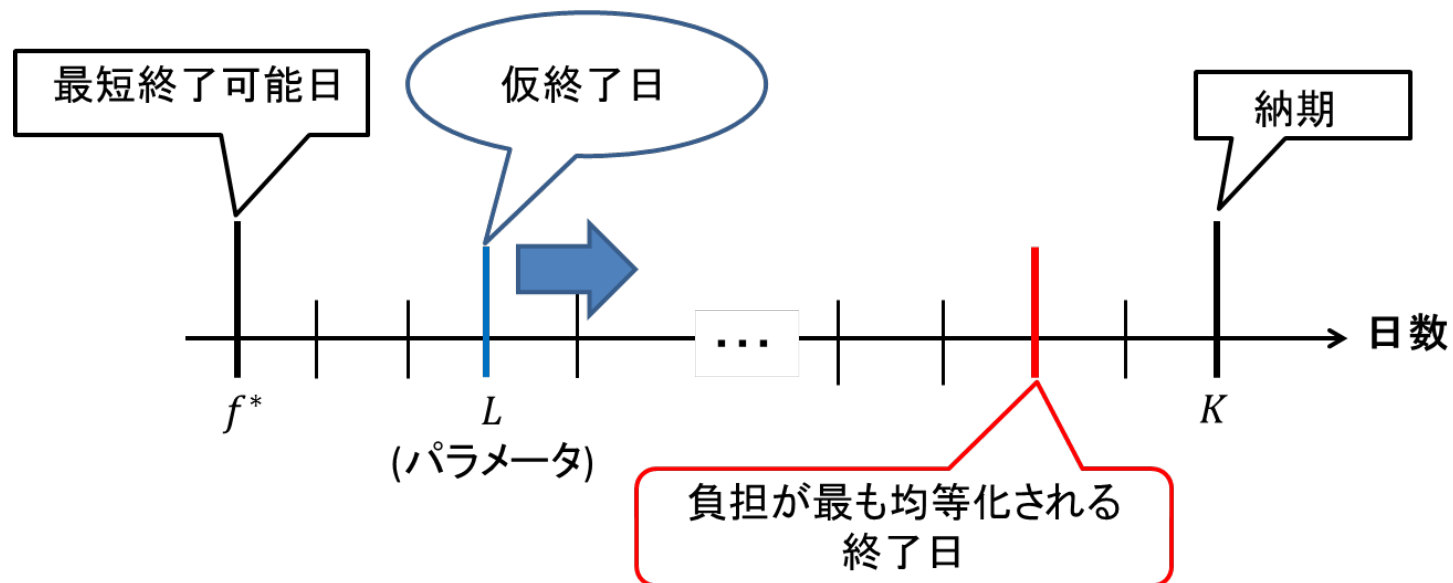 最短終了可能日
仮終了日
納期
...
日数
f*
L
K
(パラメータ)
負担が最も均等化される
終了日